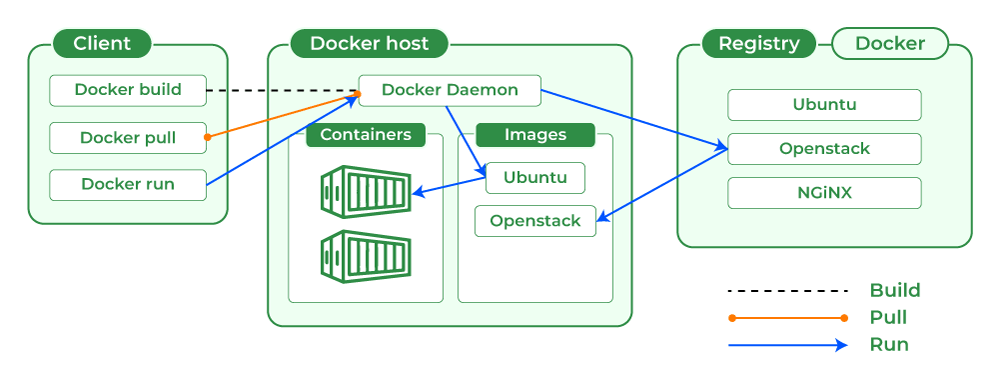 Client
Docker build
Docker pull
Docker run
Docker host
Docker Daemon
Containers
Images
Ubuntu
Openstack
Registry
Docker
Ubuntu
Openstack
NGiNX
Build
Pull
Run